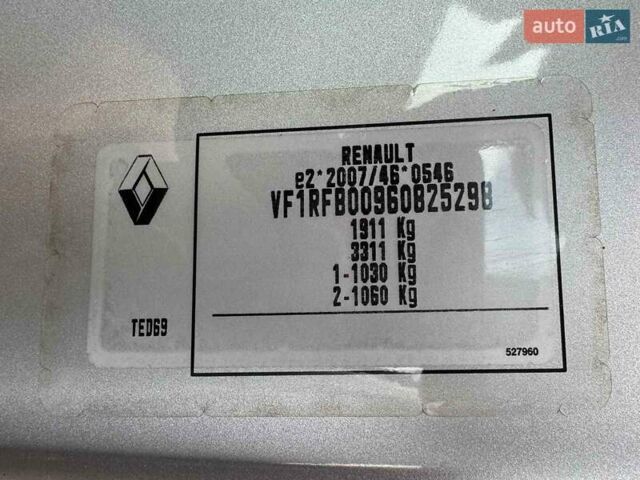 auto RIA.com
RENAULT
e2*2007/46*0546
VF1RFB00960825298
1911 Kg
3311 Kg
1-1030 Kg
2-1060 Kg
TED69
527960